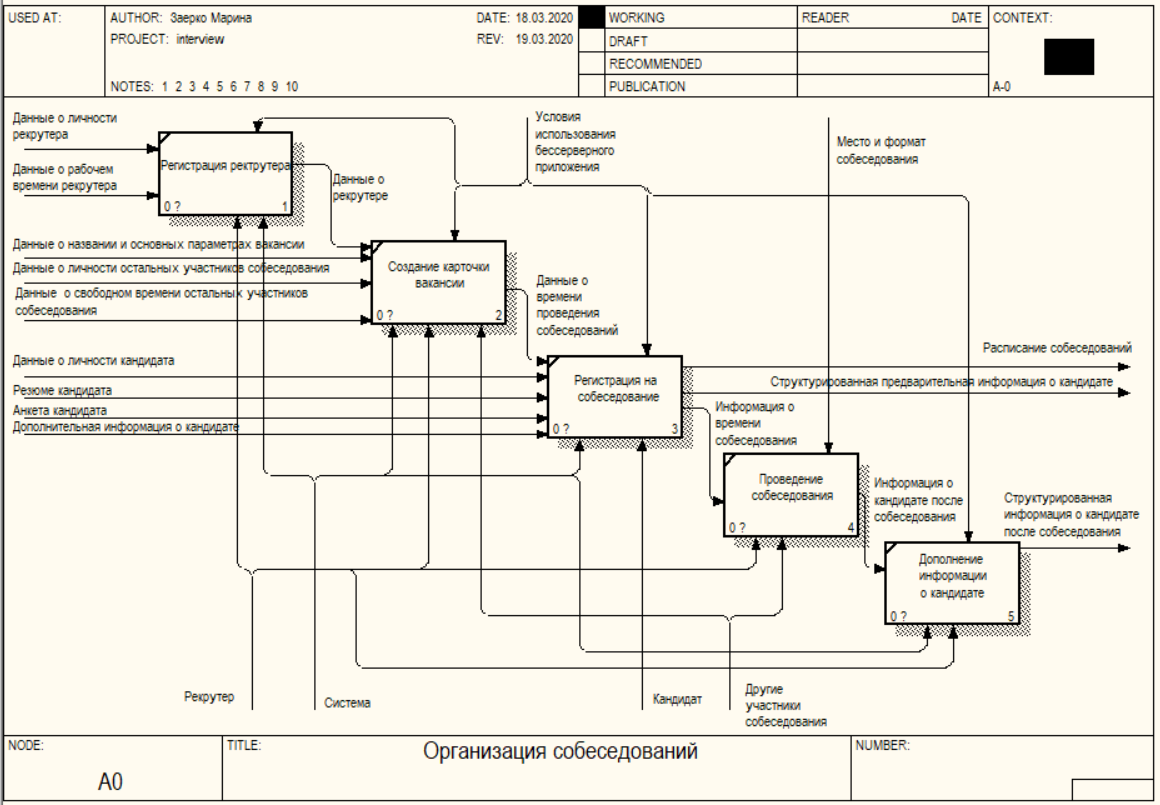 USED AT:
AUTHOR: Заерко Марина
DATE: 18.03.2020
PROJECT: interview
REV: 19.03.2020
NOTES: 1 2 3 4 5 6 7 8 9 10
WORKING
DRAFT
RECOMMENDED
PUBLICATION
READER
DATE
CONTEXT:
A-0
Данные о личности
рекрутера
Данные о рабочем
времени рекрутера
Регистрация ректрутера
0 ?
1
Данные о
рекрутере
Условия
использования
бессерверного
приложения
Место и формат
собеседования
Данные о названии и основных параметрах вакансии
Данные о личности остальных участников собеседования
Данные о свободном времени остальных участников
собеседования
Создание карточки
вакансии
0 ?
2
Данные о
времени
проведения
собеседований
Данные о личности кандидата
Резюме кандидата
Анкета кандидата
Дополнительная информация о кандидате
Регистрация на
собеседование
0 ?
3
Расписание собеседований
Структурированная предварительная информация о кандидате
Информация о
времени
собеседования
Проведение
собеседования
0 ?
4
Информация о
кандидате после
собеседования
Структурированная
информация о кандидате
после собеседования
Дополнение
информации
о кандидате
0 ?
5
Рекрутер
Система
Кандидат
Другие
участники
собеседования
NODE:
A0
TITLE:
Организация собеседований
NUMBER: